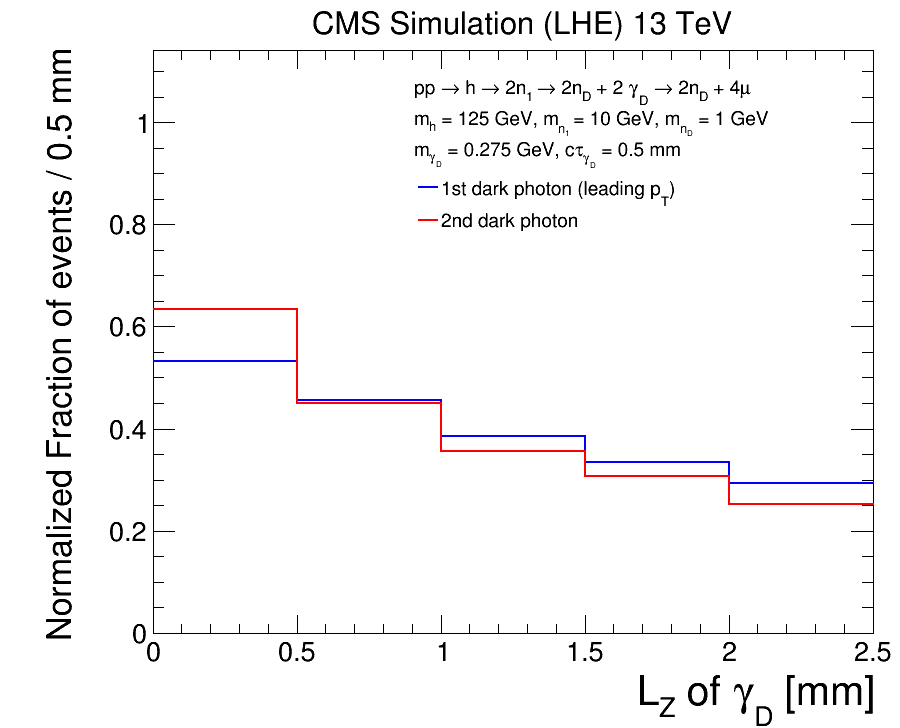 CMS Simulation (LHE) 13 TeV
Normalized Fraction of events / 0.5 mm
pp → h → 2n1 → 2nD + 2 γD → 2nD + 4μ
mh = 125 GeV, mn1 = 10 GeV, mnD = 1 GeV
mγD = 0.275 GeV, cτγD = 0.5 mm
1st dark photon (leading pT)
2nd dark photon
1
0.8
0.6
0.4
0.2
0
0 0.5 1 1.5 2 2.5
LZ of γD [mm]